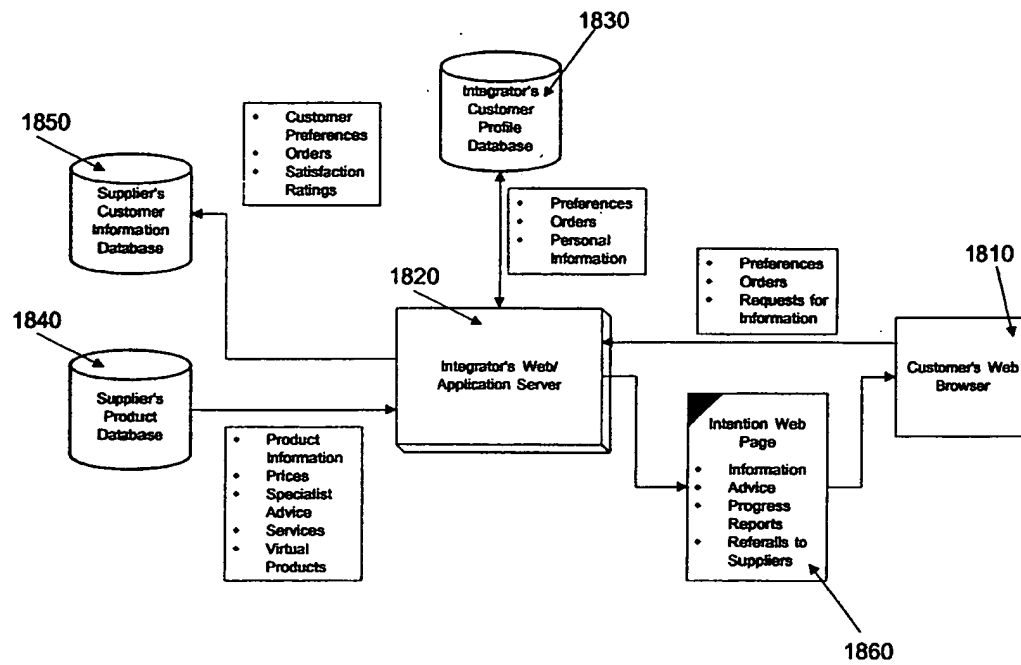 1830
Integrator's
Customer
Profile
Database
• Customer
Preferences
• Orders
• Satisfaction
Ratings
1850
Supplier's
Customer
Information
Database
• Preferences
• Orders
• Personal
Information
• Preferences
• Orders
• Requests for
Information
1810
1820
1840
Integrator's Web/
Application Server
Customer's Web
Browser
Supplier's
Product
Database
Intention Web
Page
• Information
• Advice
• Progress
Reports
• Referalls to
Suppliers
• Product
Information
• Prices
• Specialist
Advice
• Services
• Virtual
Products
1860